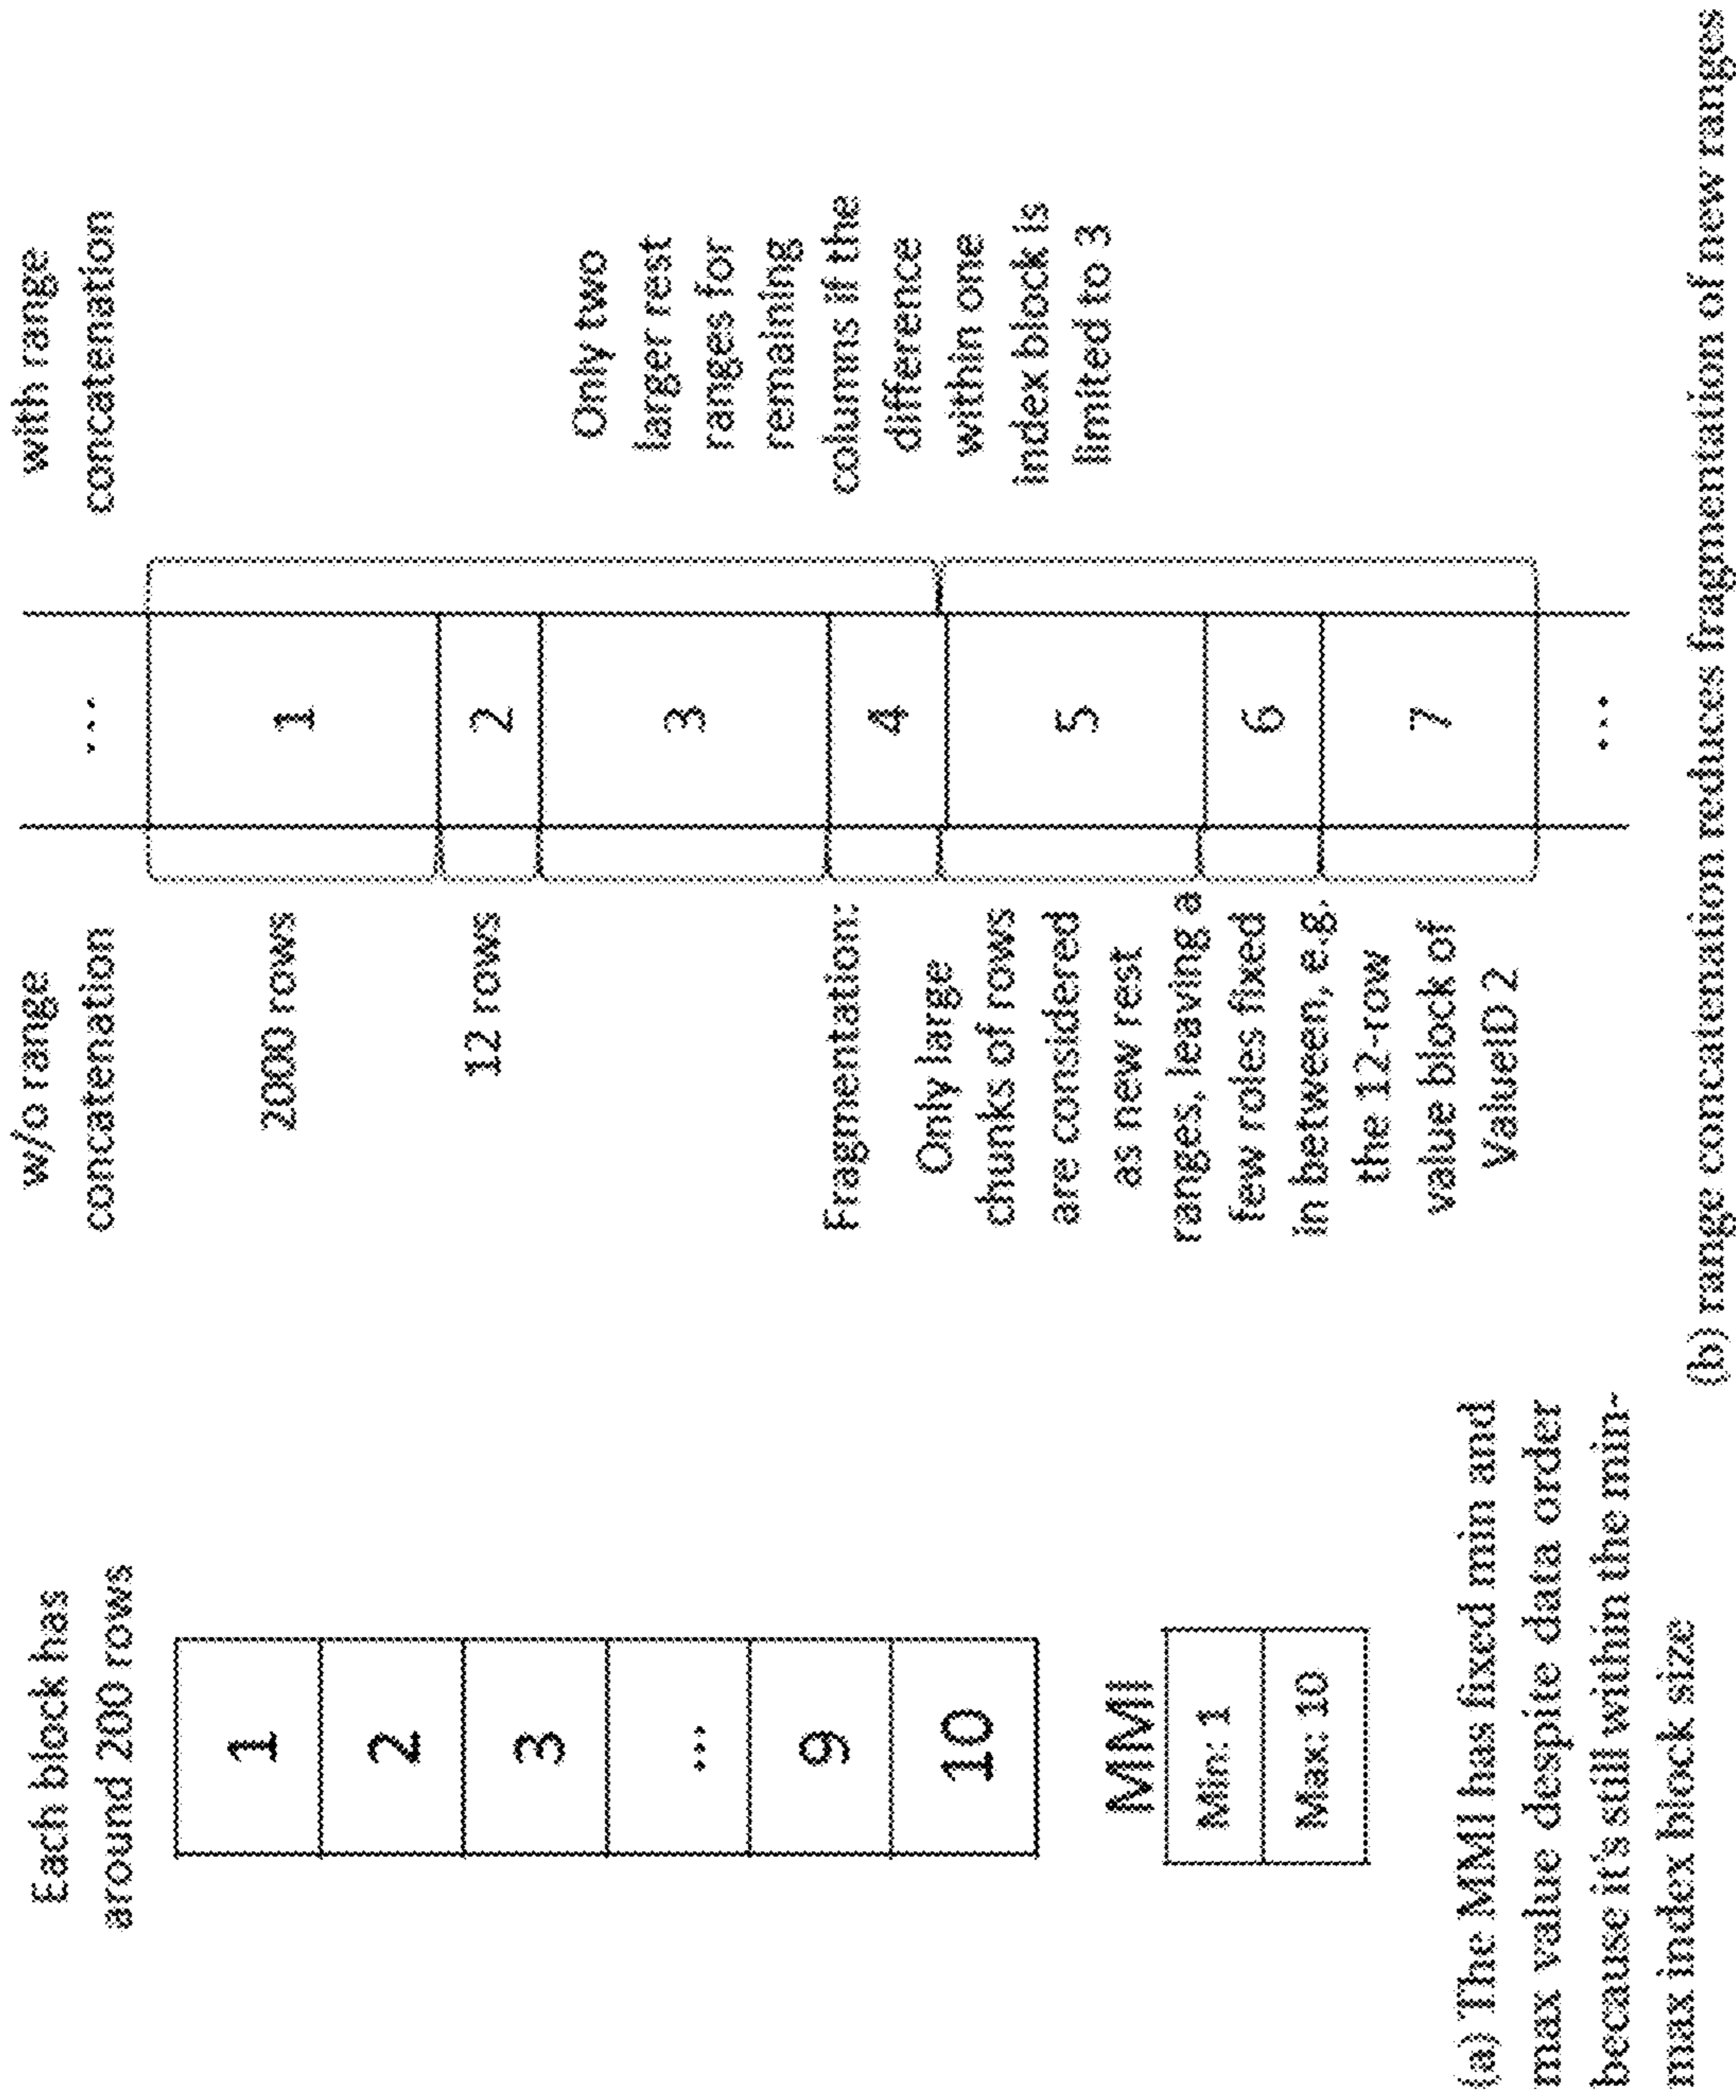 Each block has
around 200 rows
1
2
3
...
9
10
MMI
Min: 1
Max: 10
(a) The MMI has fixed min and
max value despite data order
because it's still within the min-
max index block size
w/o range
concatenation
2000 rows
12 rows
Fragmentation:
Only large
chunks of rows
are considered
as new rest
ranges, leaving a
few roles fixed
in between, e.g.
the 12-row
value block of
ValueID 2
...
1
2
3
4
5
6
7
...
with range
concatenation
Only two
larger rest
ranges for
remaining
columns if the
difference
within one
index block is
limited to 3
(b) range concatenation reduces fragmentation of new ranges